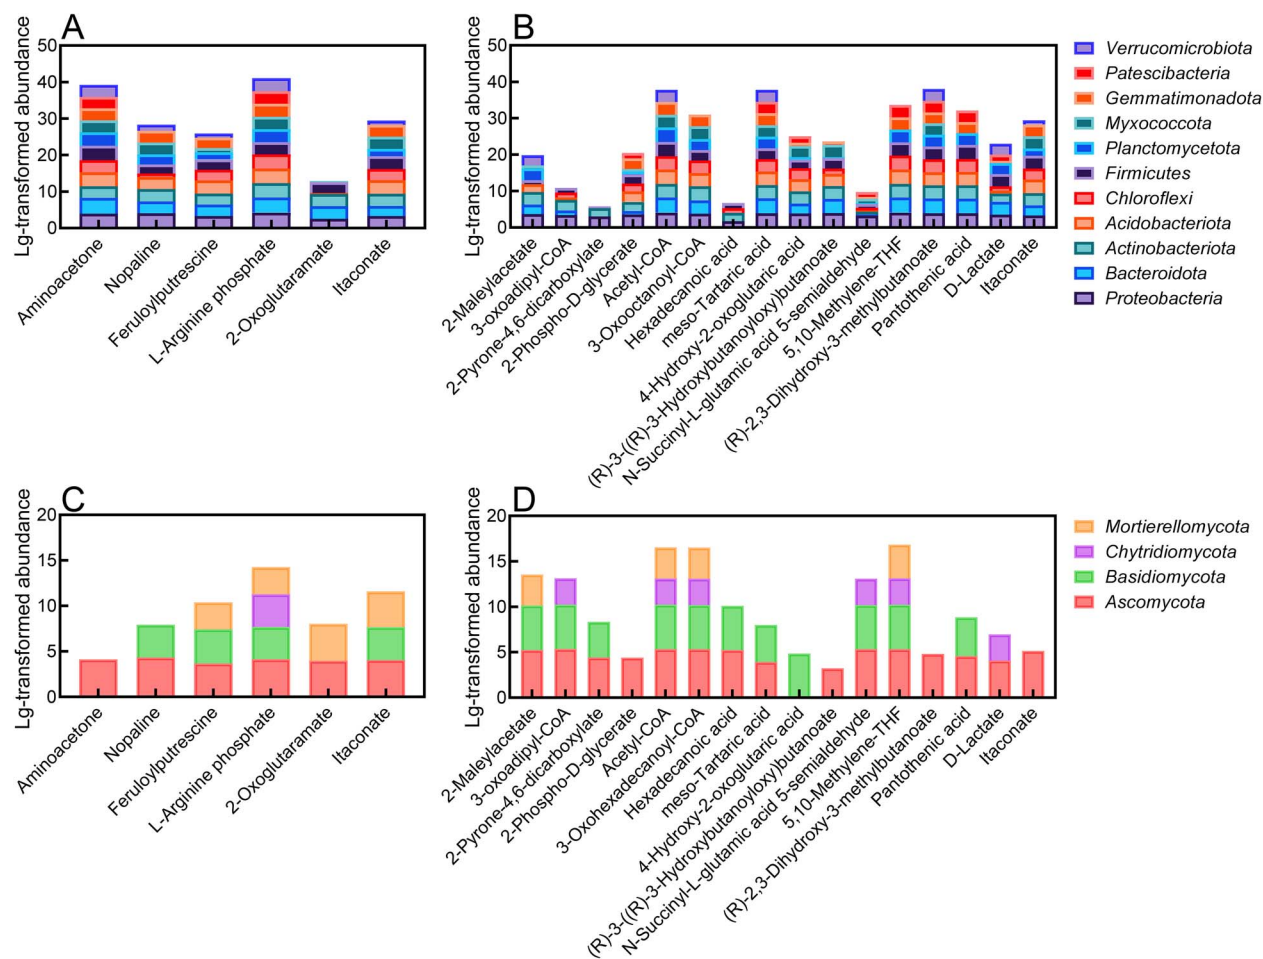 A
Lg-transformed abundance
50
40
30
20
10
0
Aminoacetone
Nopaline
Feruloylputrescine
L-Arginine phosphate
2-Oxoglutaramate
Itaconate
B
Lg-transformed abundance
50
40
30
20
10
0
2-Maleylacetate
3-oxoadipyl-CoA
2-Pyrone-4,6-dicarboxylate
2-Phospho-D-glycerate
Acetyl-CoA
3-Oxooctanoyl-CoA
Hexadecanoic acid
meso-Tartaric acid
4-Hydroxy-2-oxoglutaric acid
(R)-3-((R)-3-Hydroxybutanoyloxy)butanoate
N-Succinyl-L-glutamic acid 5-semialdehyde
5,10-Methylene-THF
(R)-2,3-Dihydroxy-3-methylbutanoate
Pantothenic acid
D-Lactate
Itaconate
Verrucomicrobiota
Patescibacteria
Gemmatimonadota
Myxococcota
Planctomycetota
Firmicutes
Chloroflexi
Acidobacteriota
Actinobacteriota
Bacteroidota
Proteobacteria
C
Lg-transformed abundance
20
15
10
5
0
Aminoacetone
Nopaline
Feruloylputrescine
L-Arginine phosphate
2-Oxoglutaramate
Itaconate
D
Lg-transformed abundance
20
15
10
5
0
2-Maleylacetate
3-oxoadipyl-CoA
2-Pyrone-4,6-dicarboxylate
2-Phospho-D-glycerate
Acetyl-CoA
3-Oxohexadecanoyl-CoA
Hexadecanoic acid
meso-Tartaric acid
4-Hydroxy-2-oxoglutaric acid
(R)-3-((R)-3-Hydroxybutanoyloxy)butanoate
N-Succinyl-L-glutamic acid 5-semialdehyde
5,10-Methylene-THF
(R)-2,3-Dihydroxy-3-methylbutanoate
Pantothenic acid
D-Lactate
Itaconate
Mortierellomycota
Chytridiomycota
Basidiomycota
Ascomycota